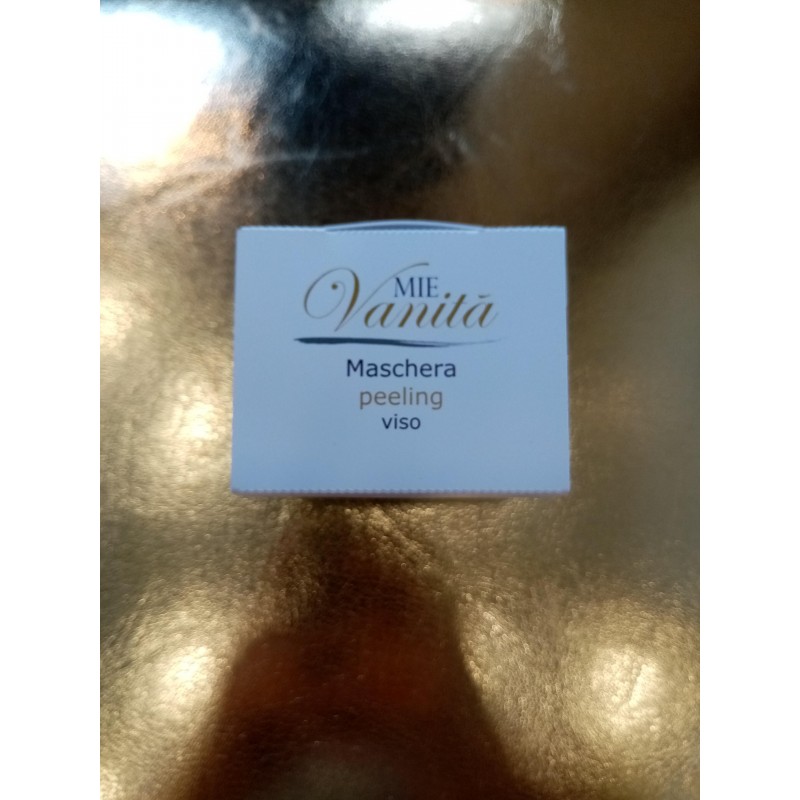 MIE
Vanità
Maschera
peeling
viso